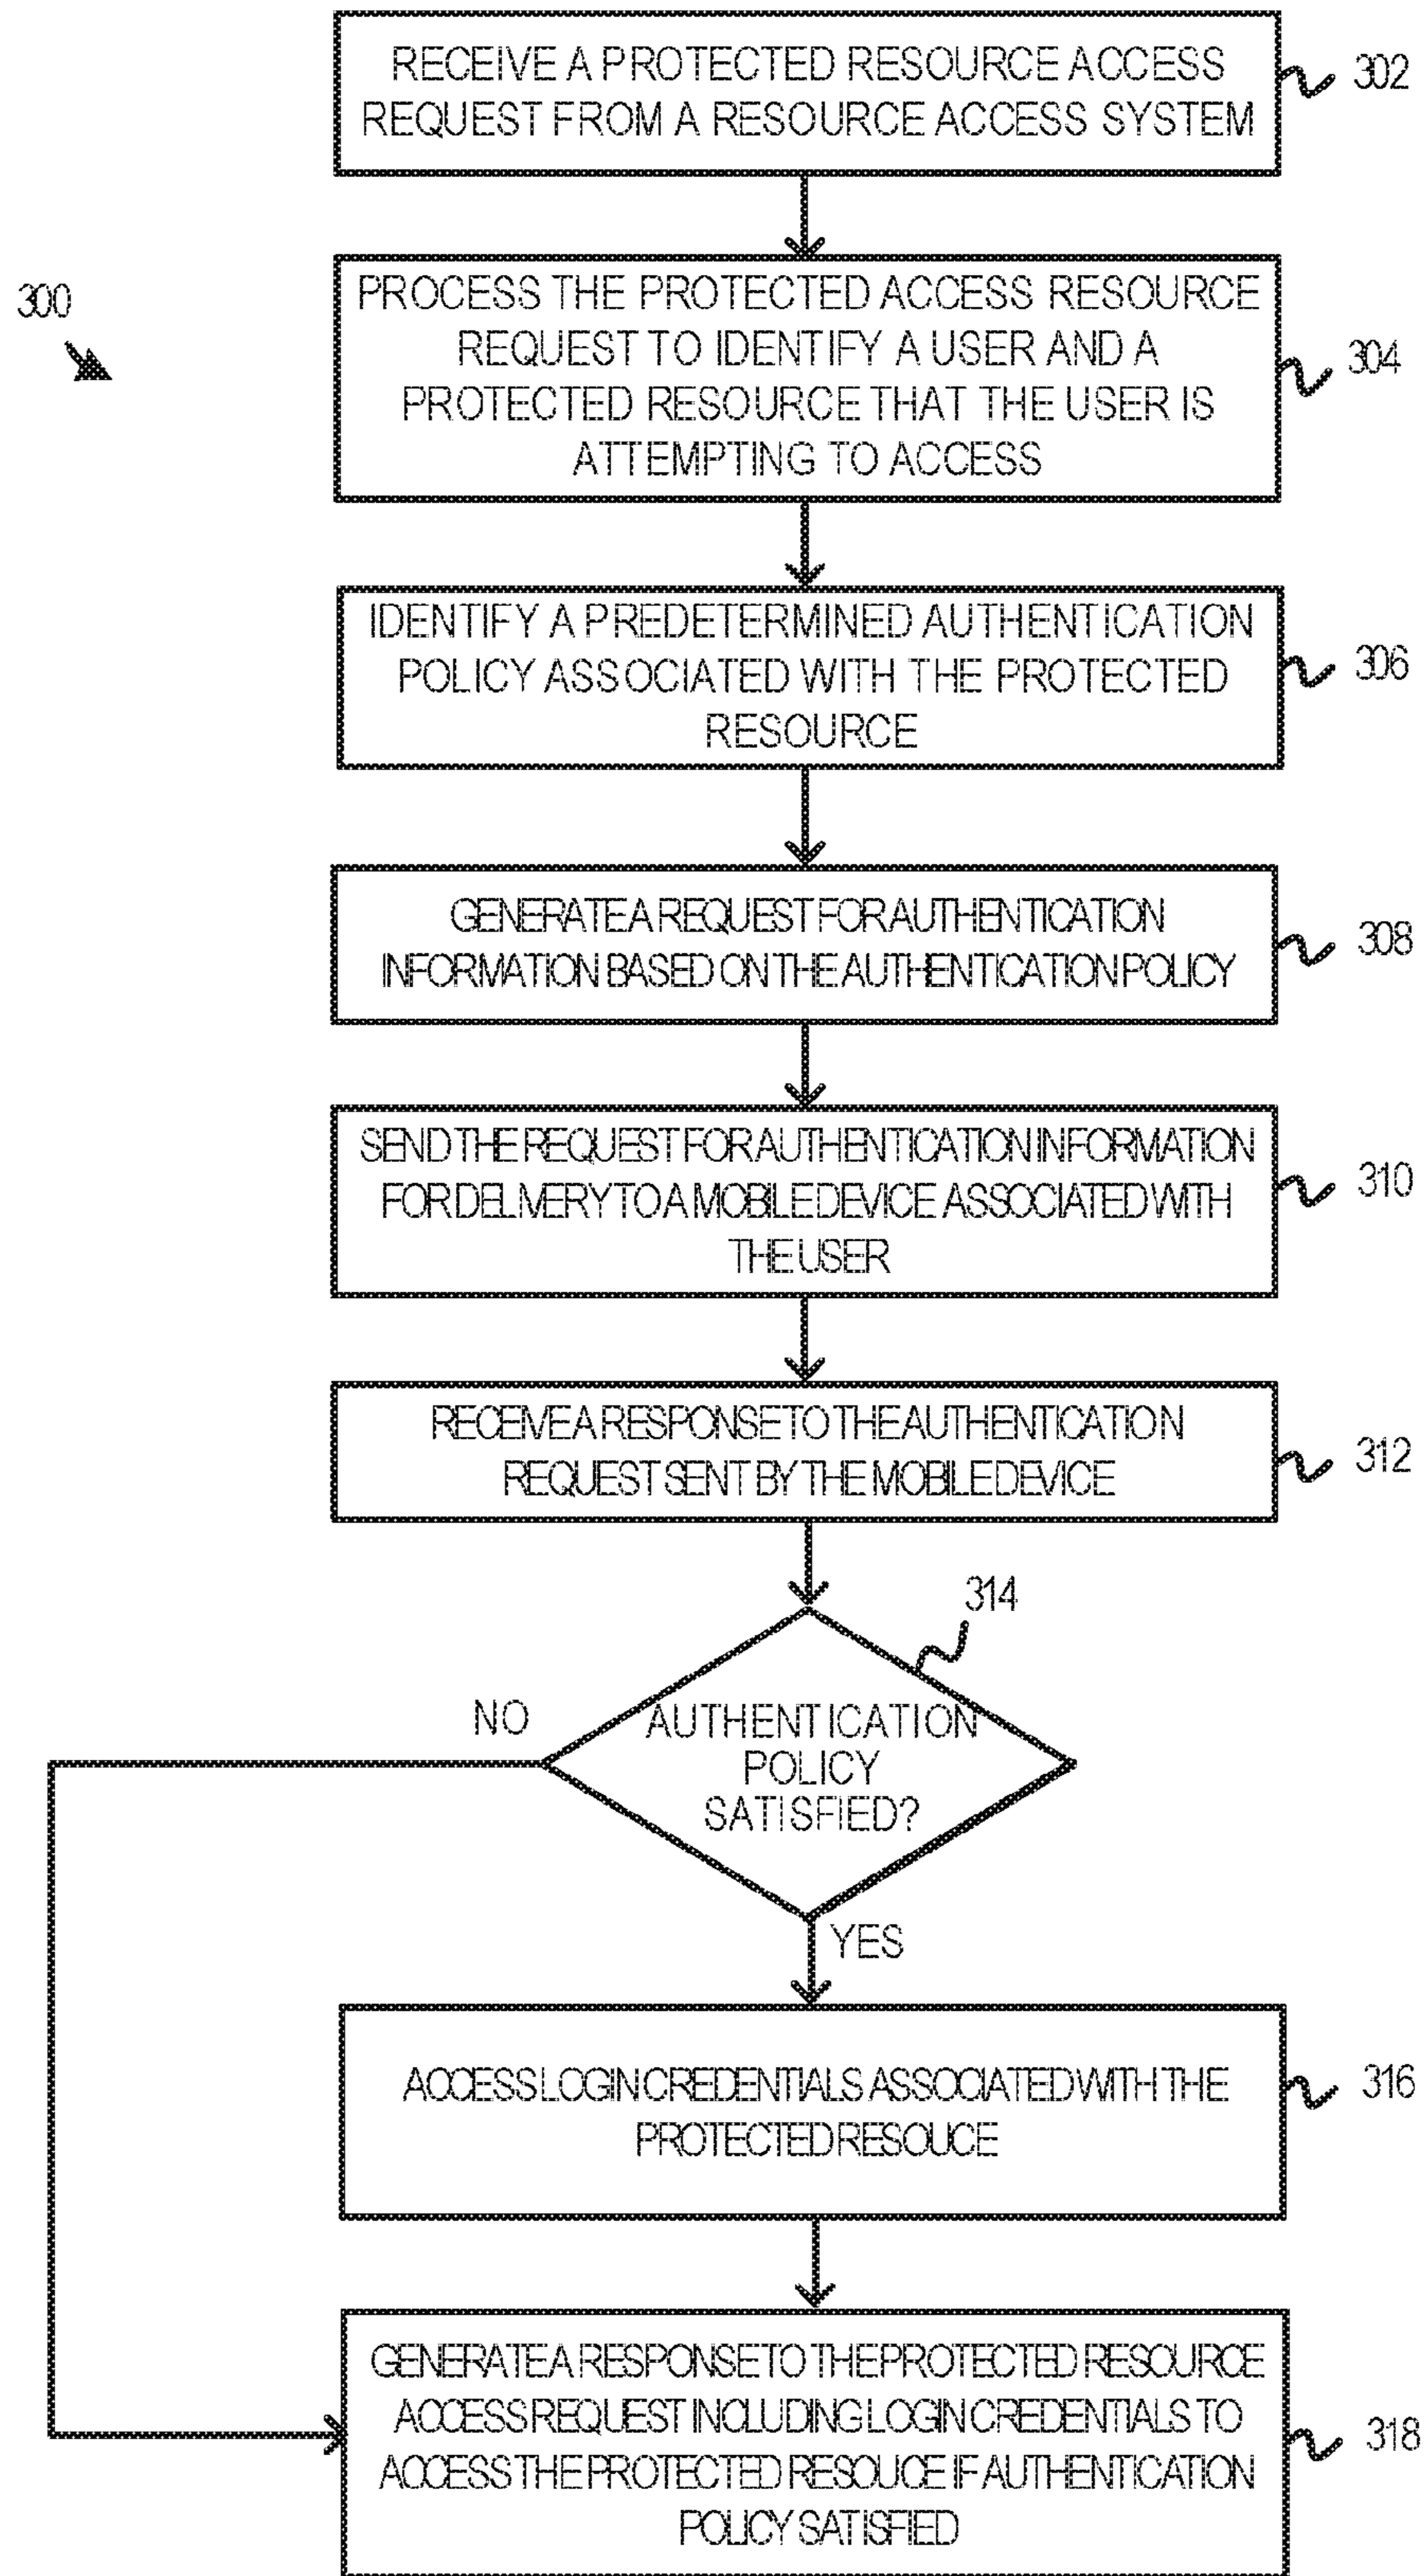 RECEIVE A PROTECTED RESOURCE ACCESS
REQUEST FROM A RESOURCE ACCESS SYSTEM
302
300
PROCESS THE PROTECTED ACCESS RESOURCE
REQUEST TO IDENTIFY A USER AND A
PROTECTED RESOURCE THAT THE USER IS
ATTEMPTING TO ACCESS
304
IDENTIFY A PREDETERMINED AUTHENTICATION
POLICY ASSOCIATED WITH THE PROTECTED
RESOURCE
306
GENERATE A REQUEST FOR AUTHENTICATION
INFORMATION BASED ON THE AUTHENTICATION POLICY
308
SEND THE REQUEST FOR AUTHENTICATION INFORMATION
FOR DELIVERY TO A MOBILE DEVICE ASSOCIATED WITH
THE USER
310
RECEIVE A RESPONSE TO THE AUTHENTICATION
REQUEST SENT BY THE MOBILE DEVICE
312
314
NO
AUTHENTICATION
POLICY
SATISFIED?
YES
ACCESS LOGIN CREDENTIALS ASSOCIATED WITH THE
PROTECTED RESOUCE
316
GENERATE A RESPONSE TO THE PROTECTED RESOURCE
ACCESS REQUEST INCLUDING LOGIN CREDENTIALS TO
ACCESS THE PROTECTED RESOUCE IF AUTHENTICATION
POLICY SATISFIED
318